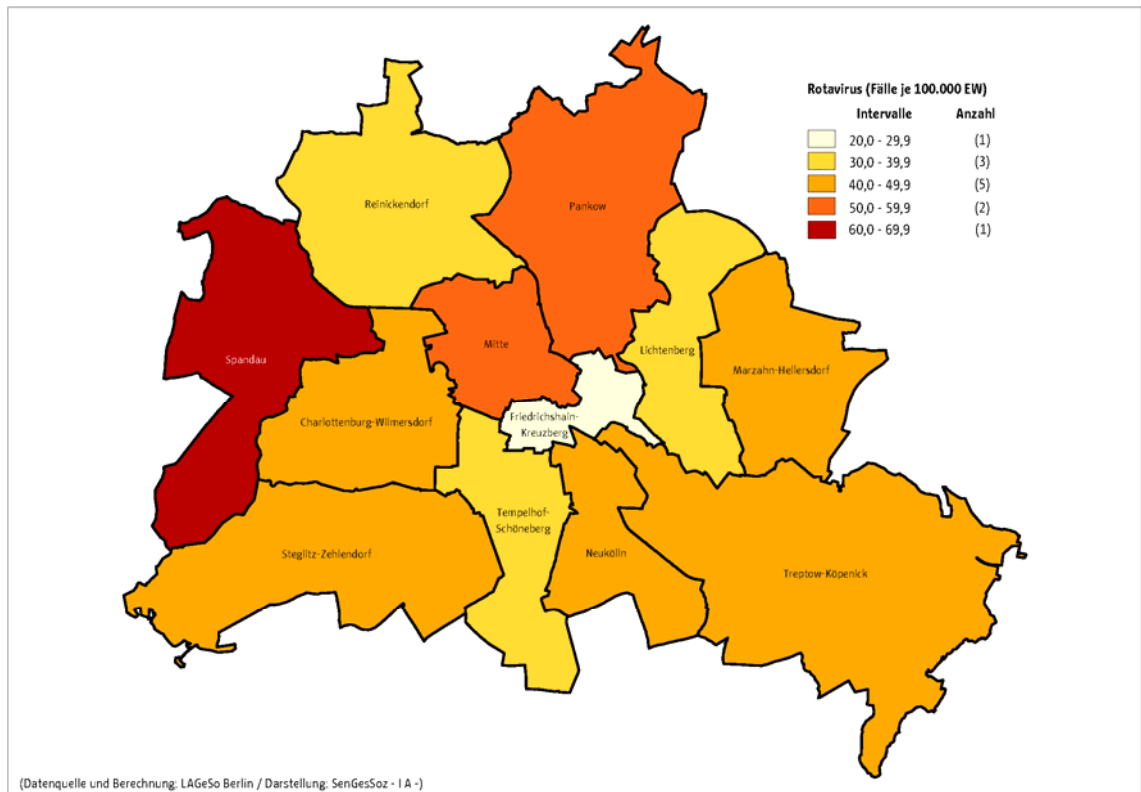 Rotavirus (Fälle je 100.000 EW)
Intervalle Anzahl
20,0 - 29,9 (1)
30,0 - 39,9 (3)
40,0 - 49,9 (5)
50,0 - 59,9 (2)
60,0 - 69,9 (1)
Reinickendorf
Pankow
Spandau
Mitte
Lichtenberg
Marzahn-Hellersdorf
Charlottenburg-Wilmersdorf
Friedrichshain-
Kreuzberg
Tempelhof-
Schöneberg
Steglitz-Zehlendorf
Neukölln
Treptow-Köpenick
(Datenquelle und Berechnung: LAGeSo Berlin / Darstellung: SenGesSoz - I A -)